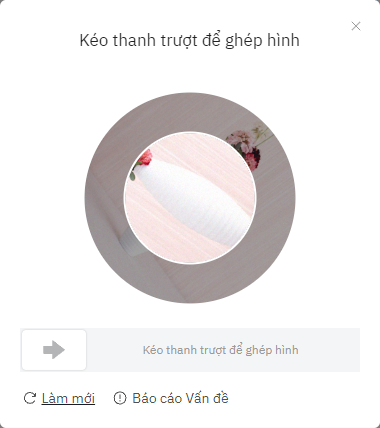 Kéo thanh trượt để ghép hình
Kéo thanh trượt để ghép hình
Làm mới
Báo cáo Vấn đề